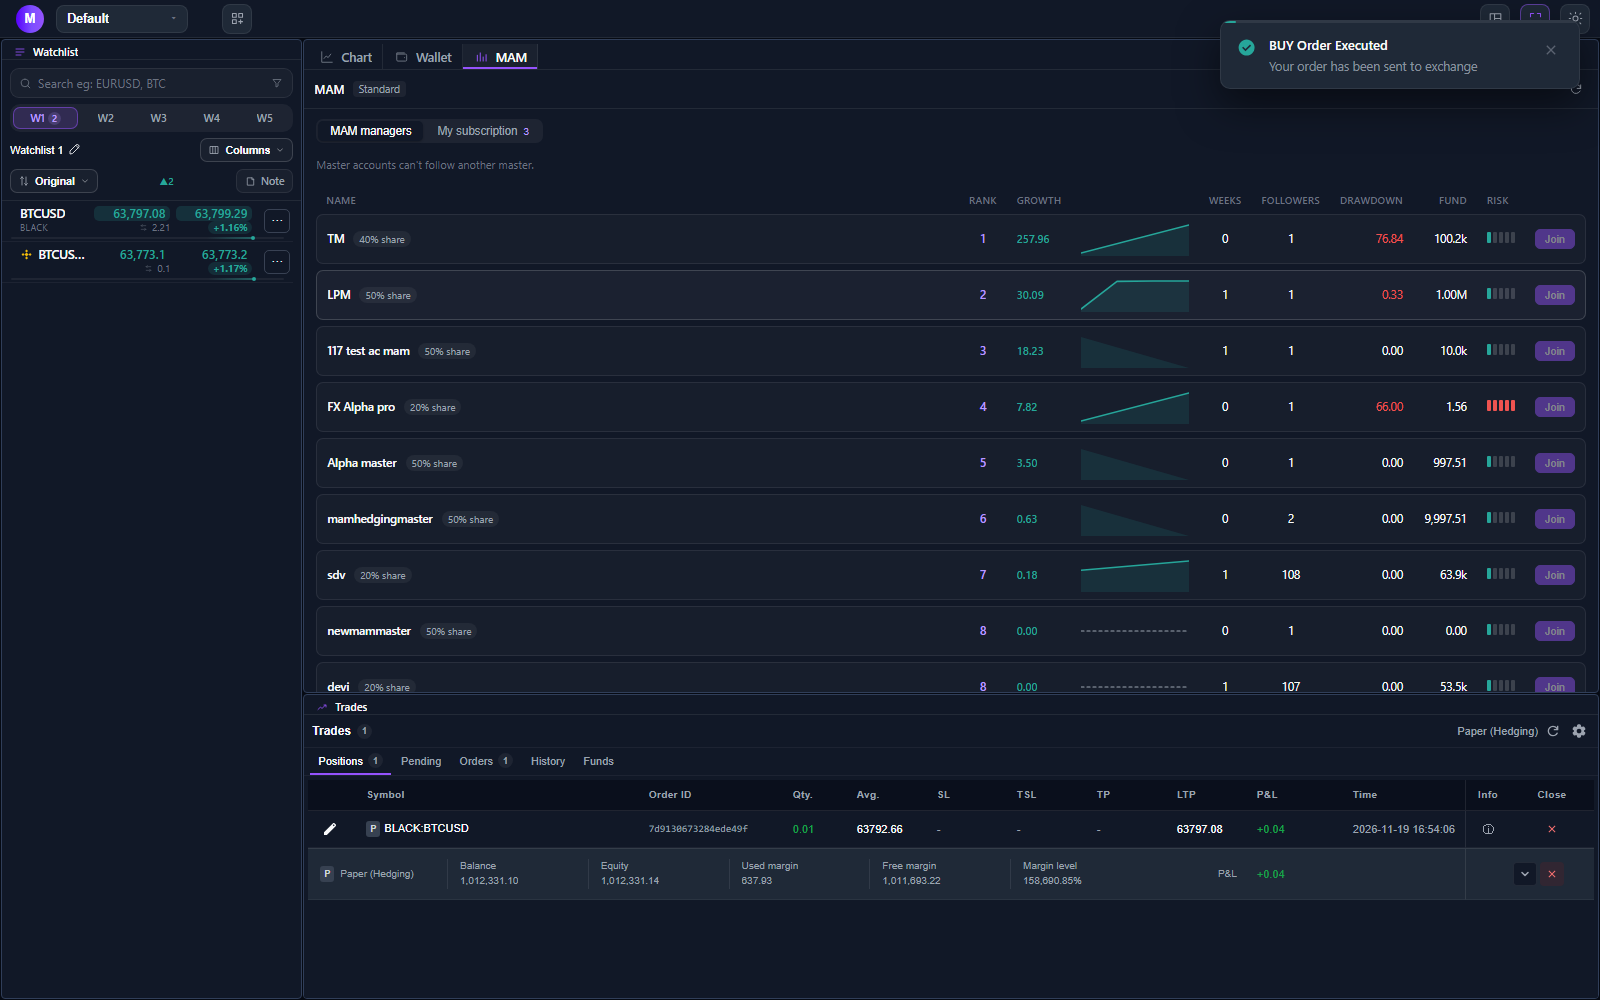 M
Default
Watchlist
Search eg: EURUSD, BTC
W1 2
W2
W3
W4
W5
Watchlist 1
Columns
Original
▲2
Note
BTCUSD
63,797.08
63,799.29
...
BLACK
2.21
+1.16%
BTCUS...
63,773.1
63,773.2
...
0.1
+1.17%
Chart
Wallet
MAM
BUY Order Executed
Your order has been sent to exchange
MAM
Standard
MAM managers
My subscription 3
Master accounts can't follow another master.
NAME
RANK
GROWTH
WEEKS
FOLLOWERS
DRAWDOWN
FUND
RISK
TM
40% share
1
257.96
0
1
76.84
100.2k
Join
LPM
50% share
2
30.09
1
1
0.33
1.00M
Join
117 test ac mam
50% share
3
18.23
1
1
0.00
10.0k
Join
FX Alpha pro
20% share
4
7.82
0
1
66.00
1.56
Join
Alpha master
50% share
5
3.50
0
1
0.00
997.51
Join
mamhedgingmaster
50% share
6
0.63
0
2
0.00
9,997.51
Join
sdv
20% share
7
0.18
1
108
0.00
63.9k
Join
newmammaster
50% share
8
0.00
0
1
0.00
0.00
Join
devi
20% share
8
0.00
1
107
0.00
53.5k
Join
Trades
Trades 1
Paper (Hedging)
Positions 1
Pending
Orders 1
History
Funds
Symbol
Order ID
Qty.
Avg.
SL
TSL
TP
LTP
P&L
Time
Info
Close
P BLACK:BTCUSD
7d9130673284ede49f
0.01
63792.66
-
-
-
63797.08
+0.04
2026-11-19 16:54:06
P Paper (Hedging)
Balance
1,012,331.10
Equity
1,012,331.14
Used margin
637.93
Free margin
1,011,693.22
Margin level
158,690.85%
P&L
+0.04